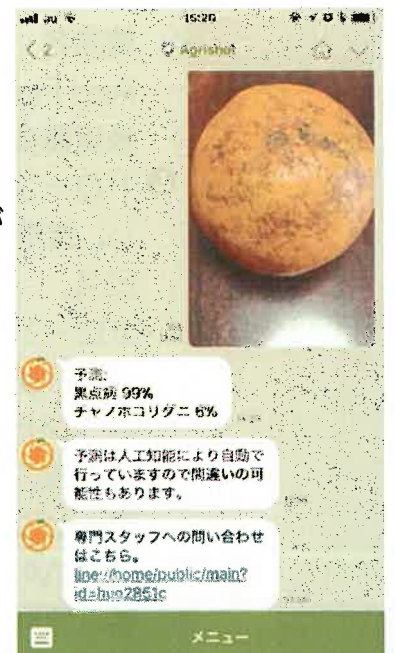 au
15:20
2
Agrishot
予測:
黒点病 99%
チャノホコリダニ 6%
予測は人工知能により自動で
行っていますので間違いの可
能性もあります。
専門スタッフへの問い合わせ
はこちら。
line://home/public/main?
メニュー